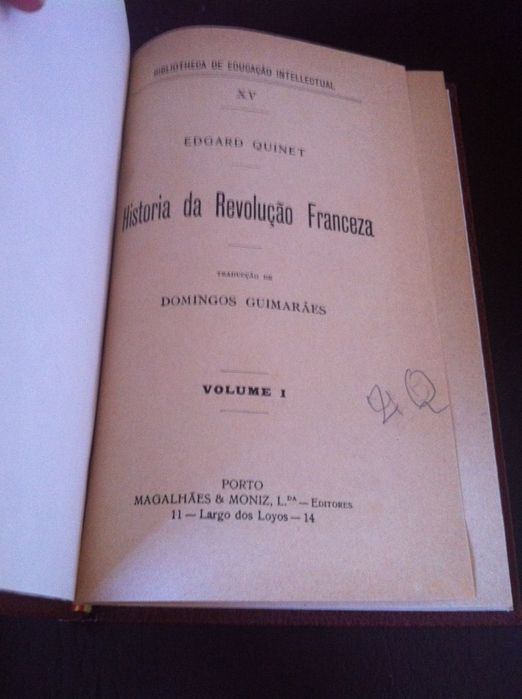 BIBLIOTHECA DE EDUCAÇÃO INTELLECTUAL
XV
EDGARD QUINET
Historia da Revolução Franceza
TRADUCÇÃO DE
DOMINGOS GUIMARÃES
VOLUME I
PORTO
MAGALHÃES & MONIZ, L.DA — EDITORES
11 — Largo dos Loyos — 14